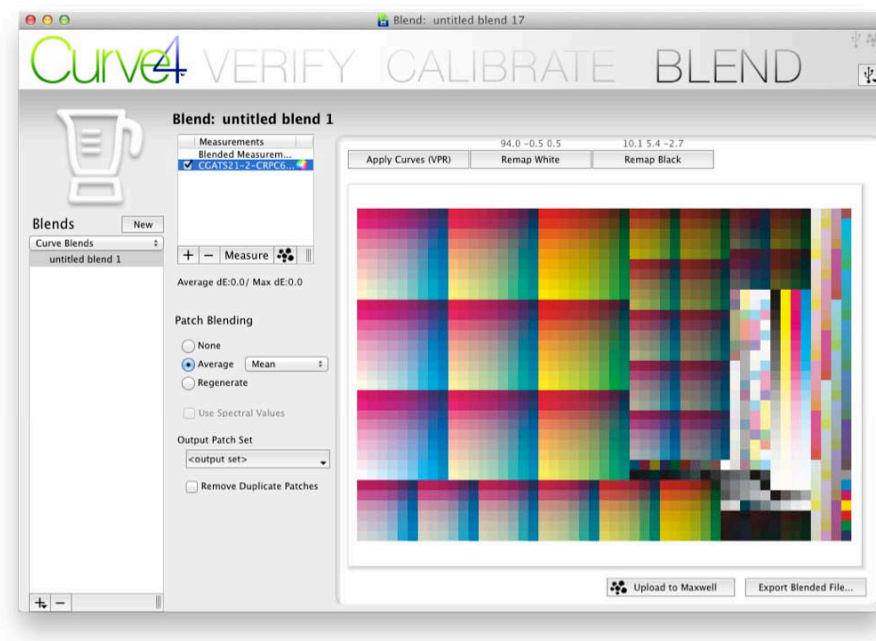 Blend: untitled blend 17
Curve4 VERIFY CALIBRATE BLEND
Blend: untitled blend 1
Measurements
Blended Measurem...
CGATS21-2-CRPC6...
94.0 -0.5 0.5
10.1 5.4 -2.7
Apply Curves (VPR)
Remap White
Remap Black
Blends
New
Curve Blends
untitled blend 1
+ - Measure
Average dE:0.0/ Max dE:0.0
Patch Blending
None
Average
Mean
Regenerate
Use Spectral Values
Output Patch Set
<output set>
Remove Duplicate Patches
Upload to Maxwell
Export Blended File...
+ -